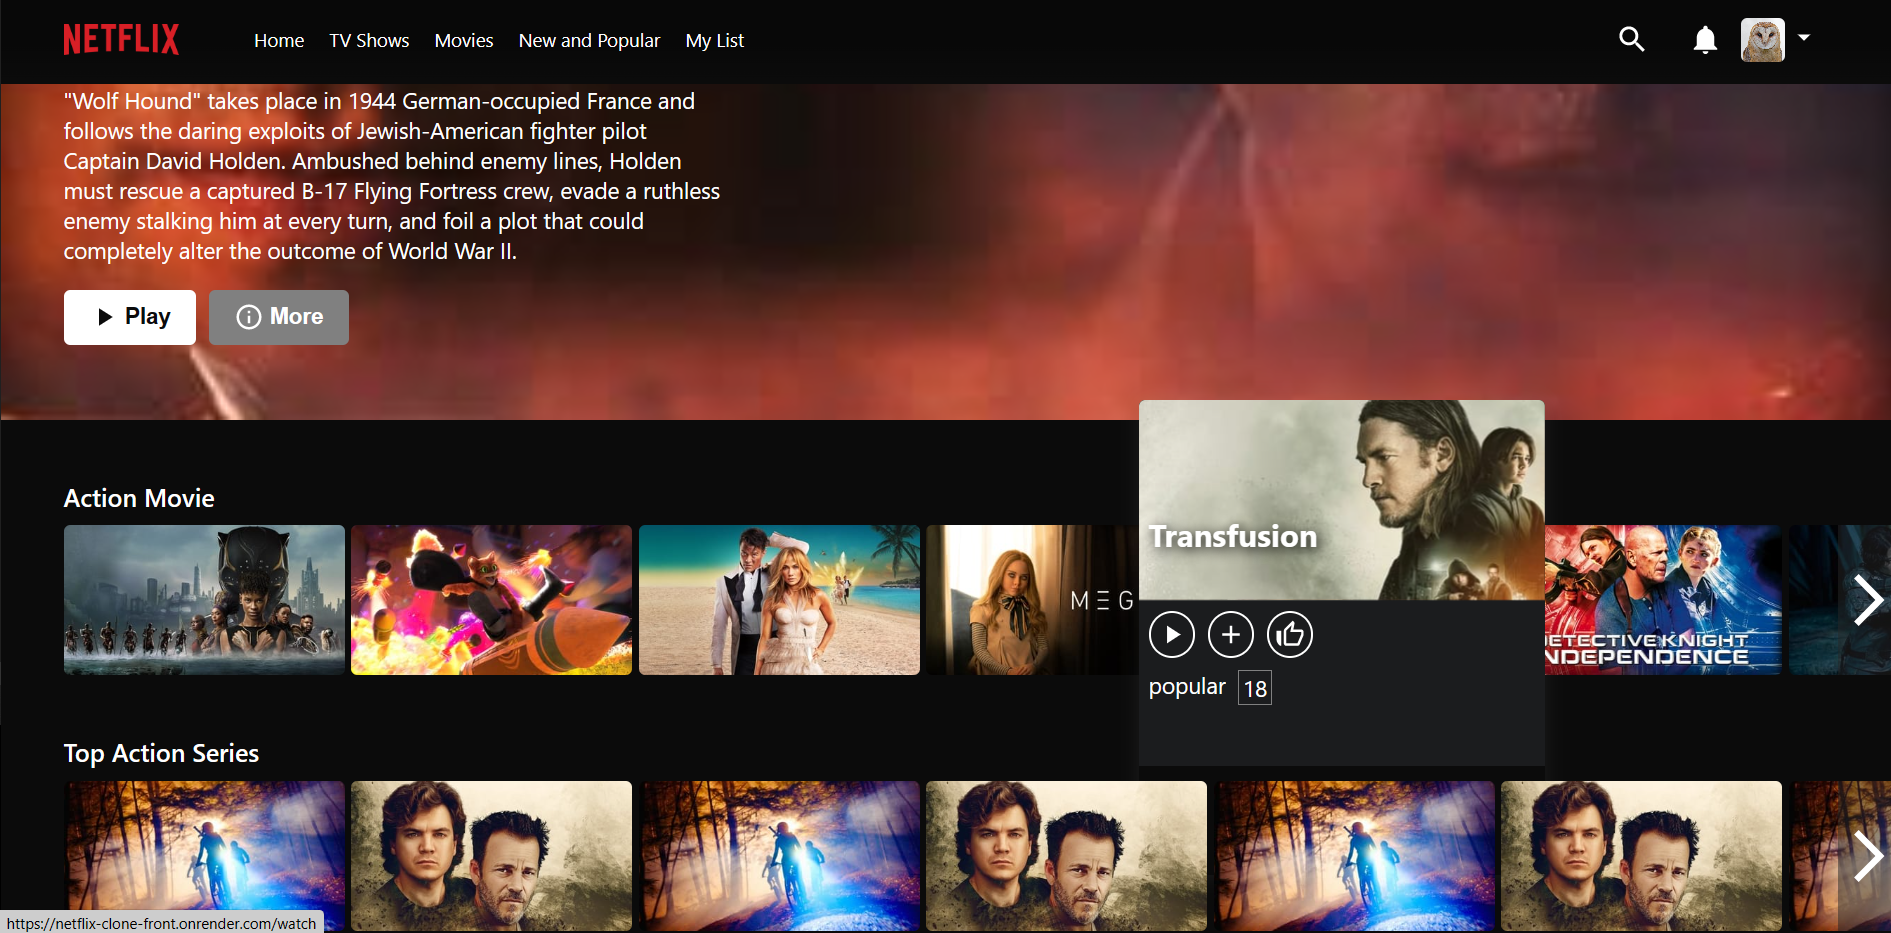 NETFLIX
Home
TV Shows
Movies
New and Popular
My List
"Wolf Hound" takes place in 1944 German-occupied France and
follows the daring exploits of Jewish-American fighter pilot
Captain David Holden. Ambushed behind enemy lines, Holden
must rescue a captured B-17 Flying Fortress crew, evade a ruthless
enemy stalking him at every turn, and foil a plot that could
completely alter the outcome of World War II.
Play
More
Action Movie
M Ξ G
Transfusion
popular
18
ETECTIVE KNIGHT
NDEPENDENCE
Top Action Series
https://netflix-clone-front.onrender.com/watch